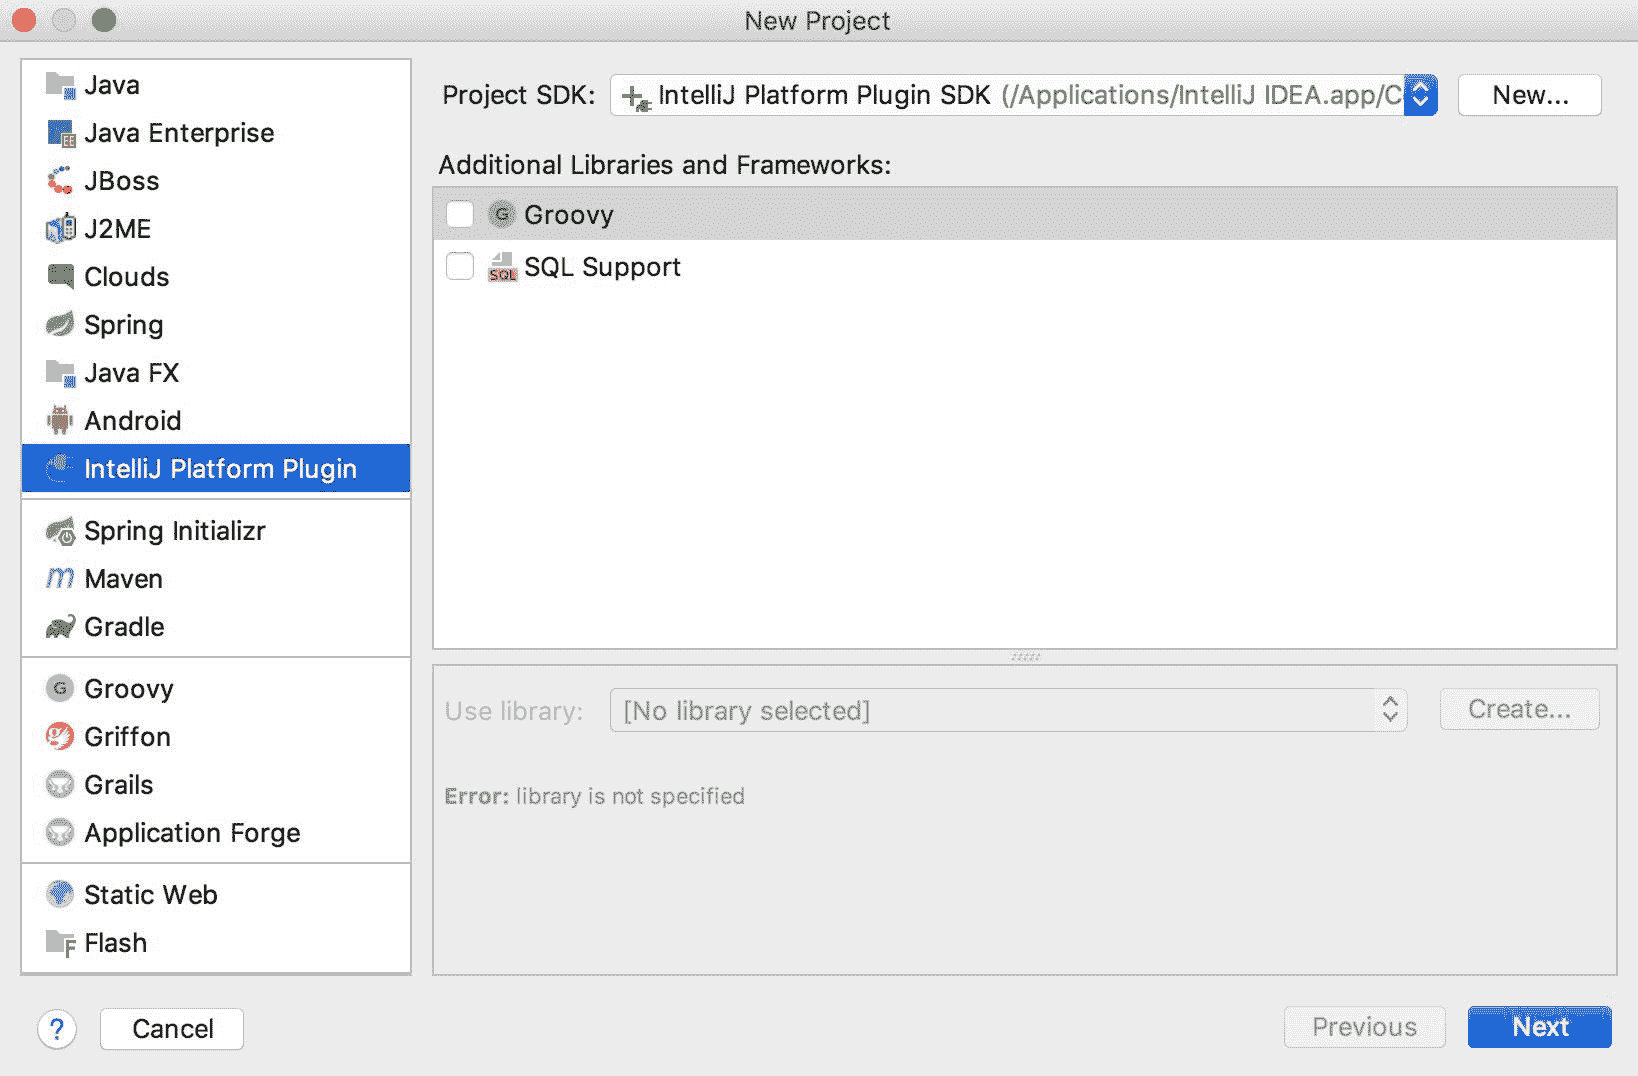 New Project
Java
Java Enterprise
EE
JBoss
J2ME
Clouds
Spring
Java FX
Android
IntelliJ Platform Plugin
Spring Initializr
m Maven
Gradle
G Groovy
Griffon
Grails
Application Forge
Static Web
F Flash
Project SDK: IntelliJ Platform Plugin SDK (/Applications/IntelliJ IDEA.app/C New...
Additional Libraries and Frameworks:
G Groovy
SQL SQL Support
Use library: [No library selected] Create...
Error: library is not specified
? Cancel Previous Next